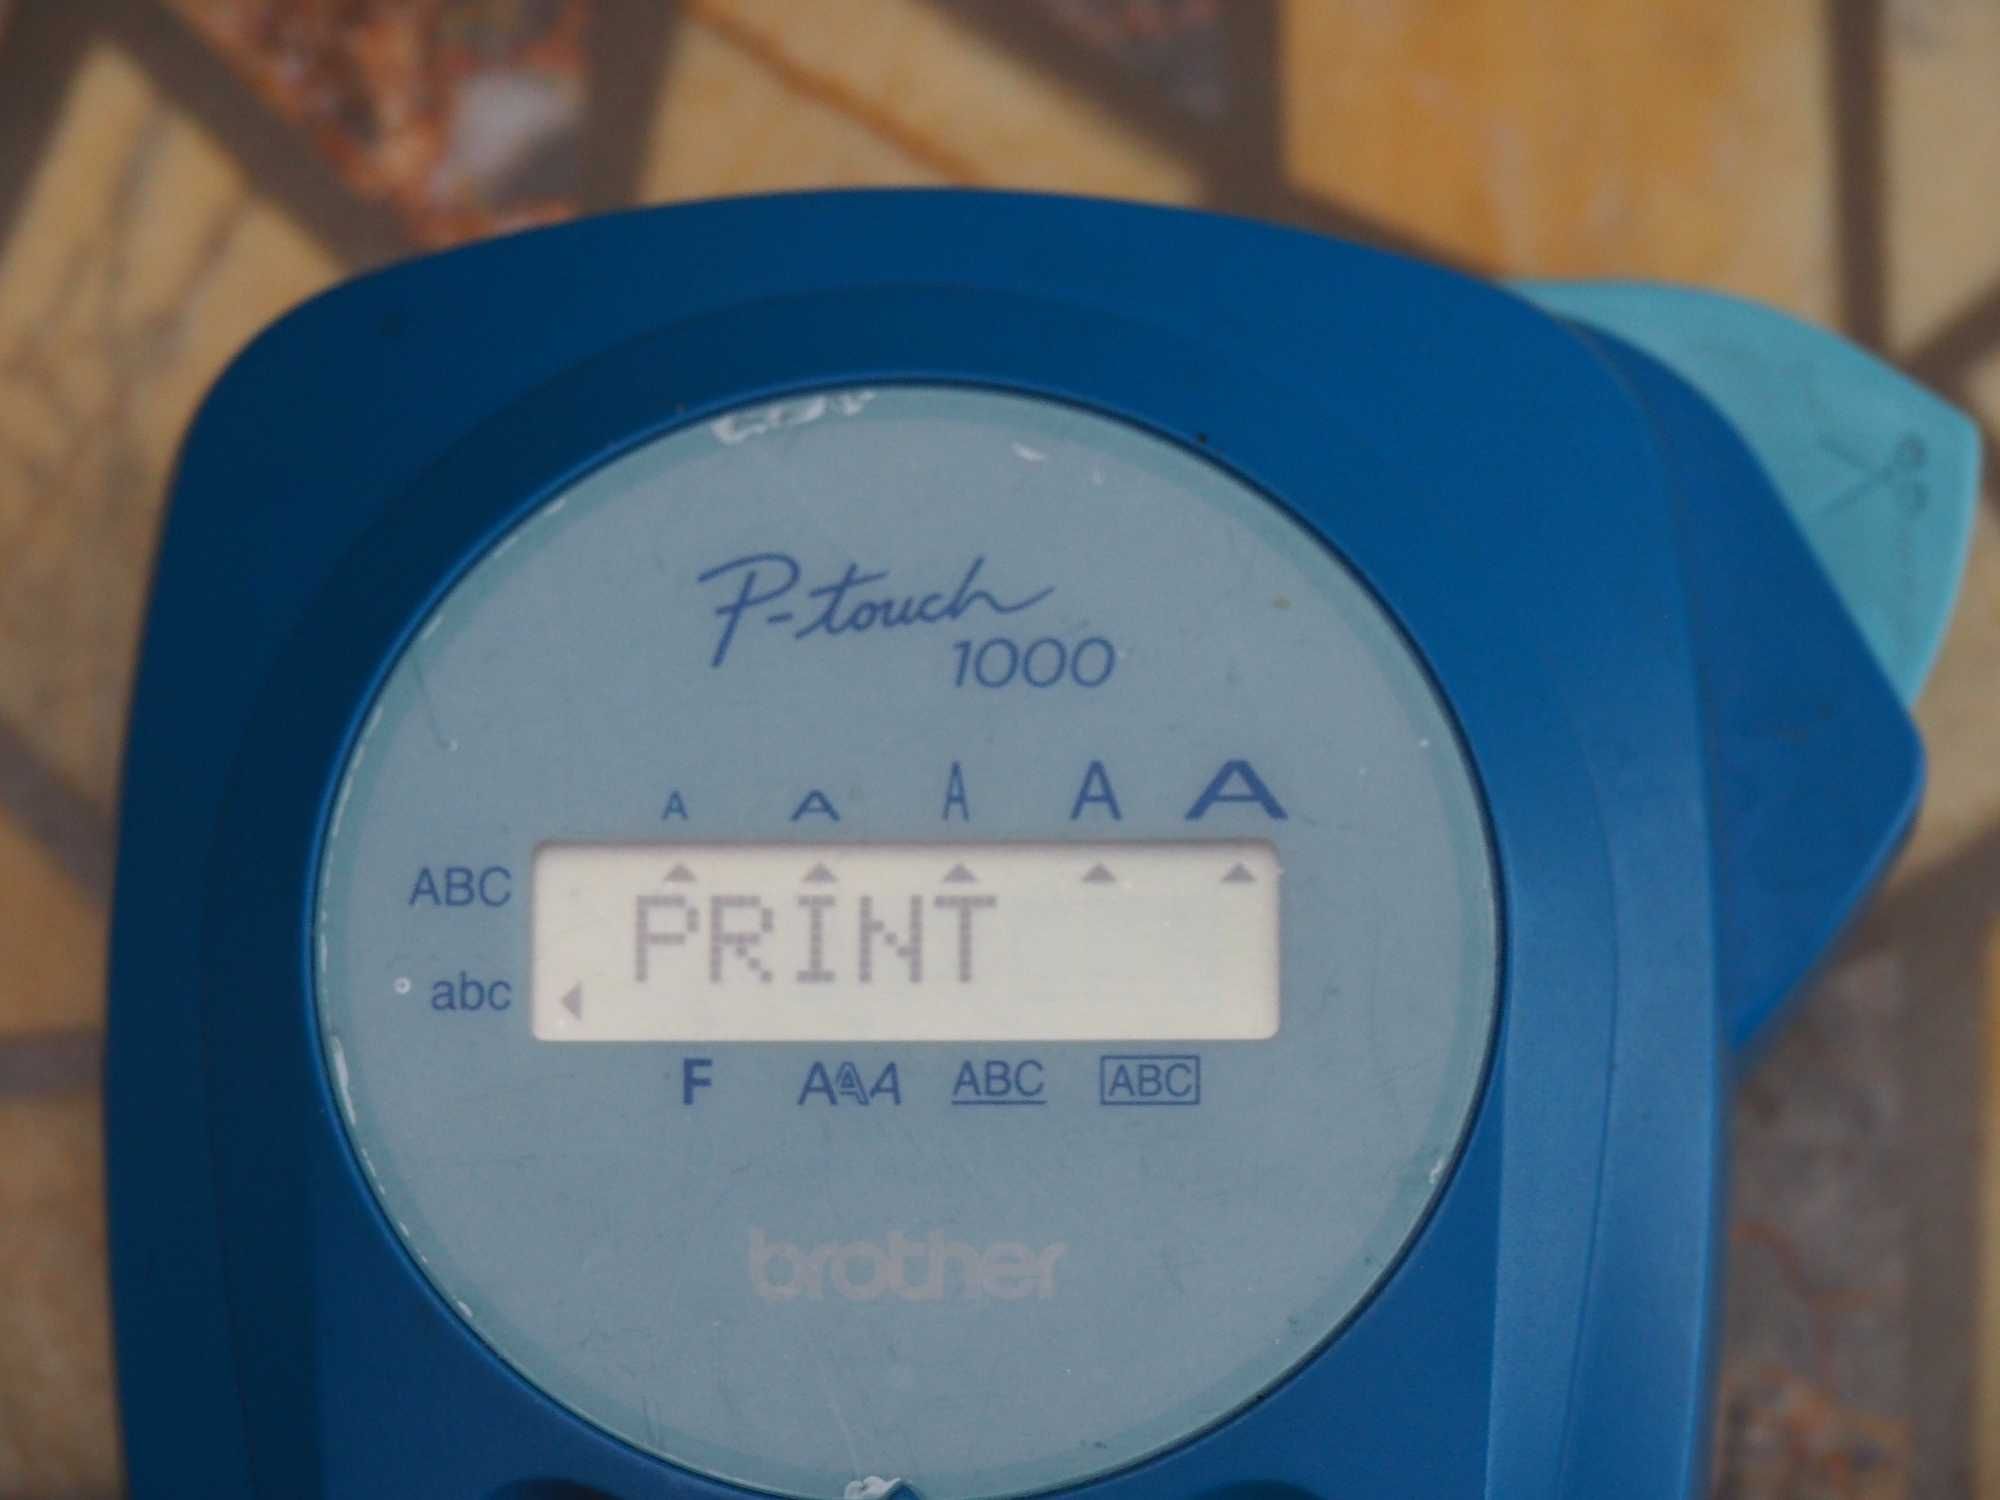 P-touch
1000
A A A A A
ABC
PRINT
abc
F AAA ABC ABC
brother